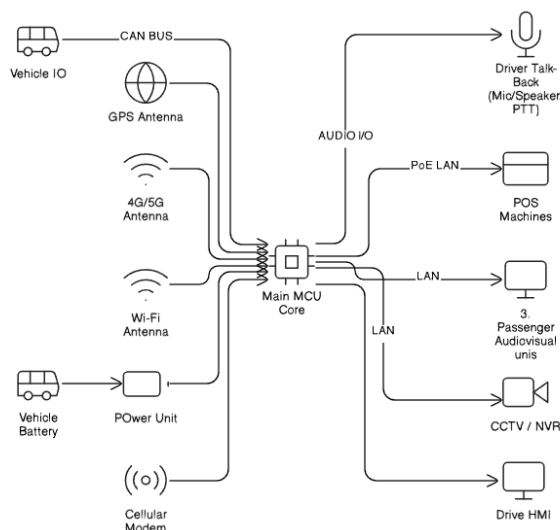 CAN BUS
Vehicle IO
GPS Antenna
4G/5G
Antenna
Wi-Fi
Antenna
Vehicle
Battery
POwer Unit
Cellular
Modem
Main MCU
Core
AUDIO I/O
Driver Talk-
Back
(Mic/Speaker
PTT)
PoE LAN
POS
Machines
LAN
3.
Passenger
Audiovisual
unis
LAN
CCTV / NVR
Drive HMI